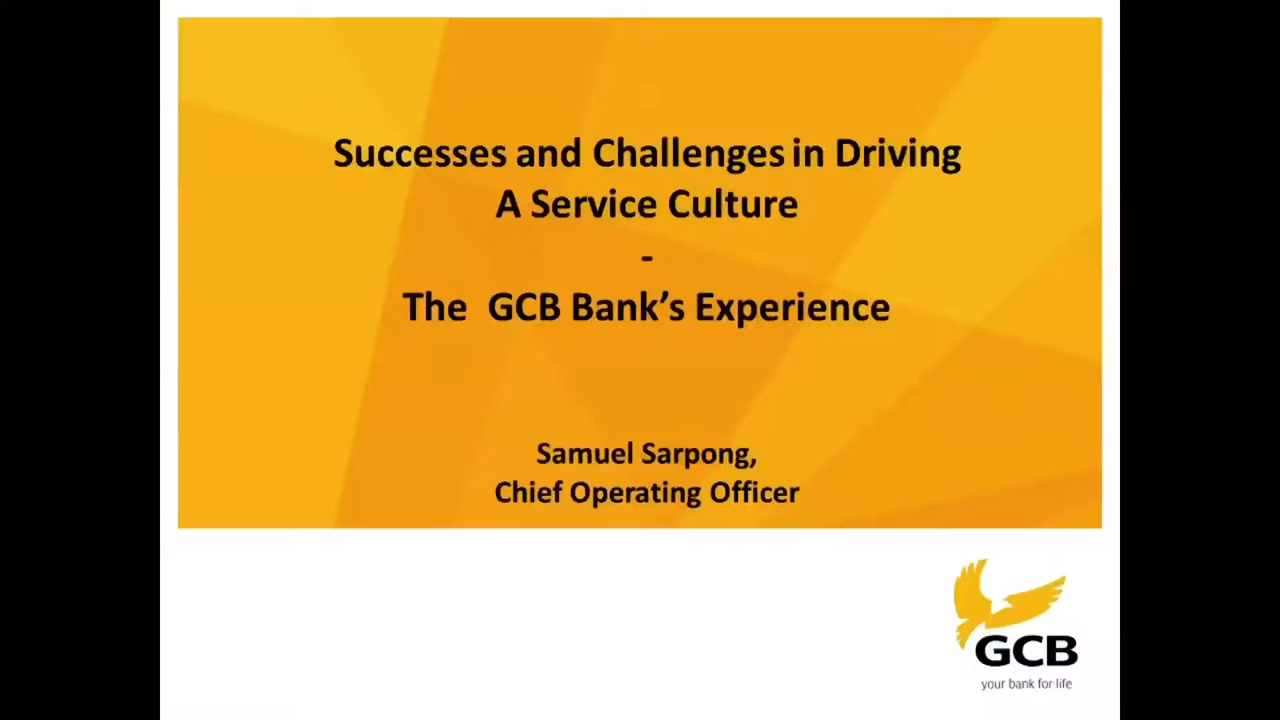 Successes and Challenges in Driving
A Service Culture
-
The GCB Bank’s Experience
Samuel Sarpong,
Chief Operating Officer
GCB
your bank for life